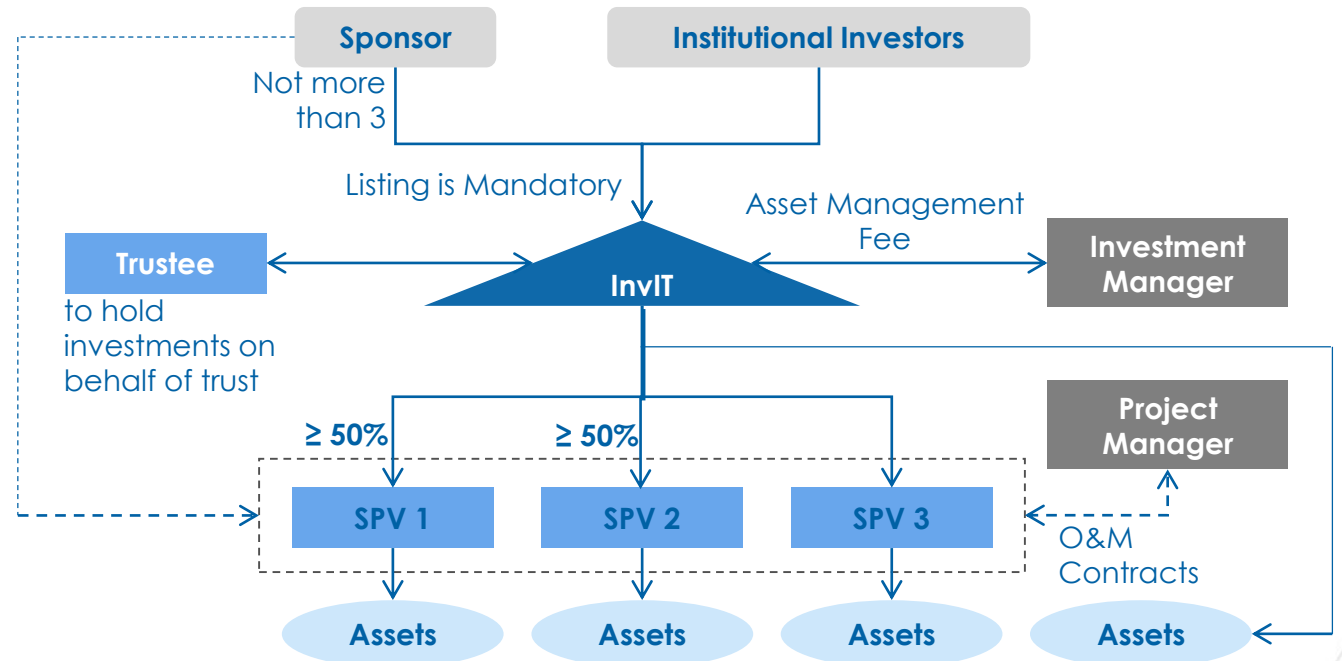 Sponsor
Institutional Investors
Not more
than 3
Listing is Mandatory
Asset Management
Fee
Trustee
InvIT
Investment
Manager
to hold
investments on
behalf of trust
Project
Manager
≥ 50%
≥ 50%
SPV 1
SPV 2
SPV 3
O&M
Contracts
Assets
Assets
Assets
Assets